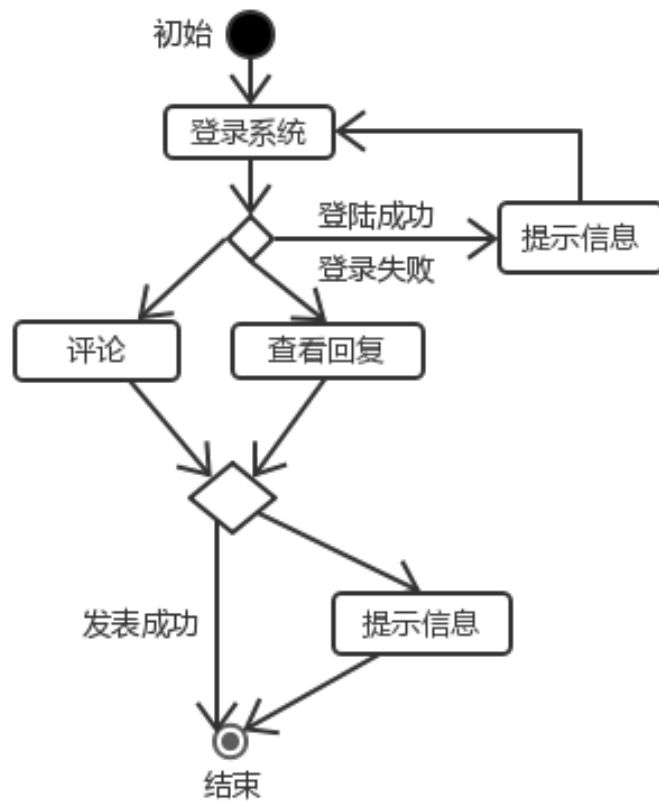 初始
登录系统
登陆成功
提示信息
登录失败
评论
查看回复
发表成功
提示信息
结束